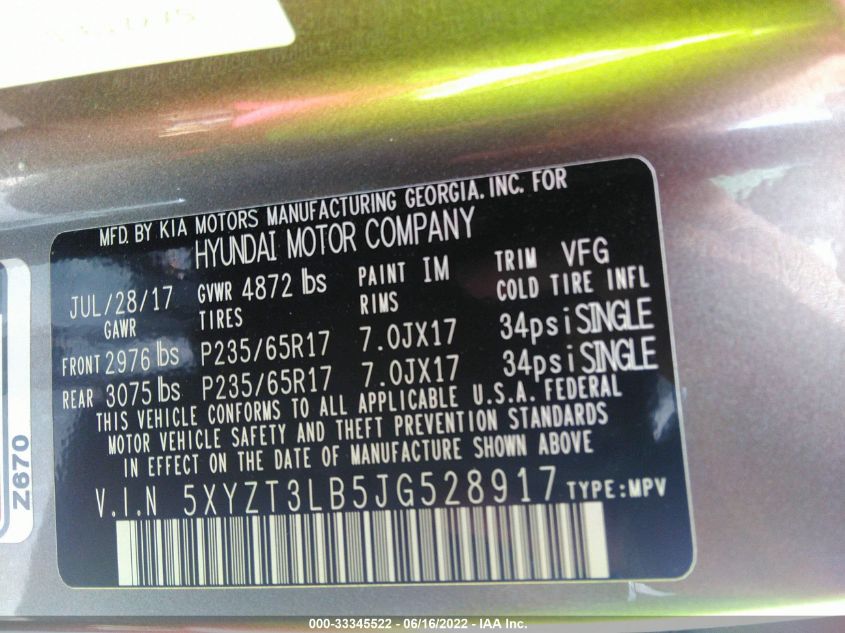 MFD. BY KIA MOTORS MANUFACTURING GEORGIA. INC. FOR
HYUNDAI MOTOR COMPANY
JUL/28/17 GVWR 4872 lbs PAINT IM TRIM VFG
GAWR TIRES RIMS COLD TIRE INFL
FRONT 2976 lbs P235/65R17 7.0JX17 34psi SINGLE
REAR 3075 lbs P235/65R17 7.0JX17 34psi SINGLE
THIS VEHICLE CONFORMS TO ALL APPLICABLE U.S.A. FEDERAL
MOTOR VEHICLE SAFETY AND THEFT PREVENTION STANDARDS
IN EFFECT ON THE DATE OF MANUFACTURE SHOWN ABOVE
V.I.N 5XYZT3LB5JG528917 TYPE:MPV
Z670
000-33345522 - 06/16/2022 - IAA Inc.